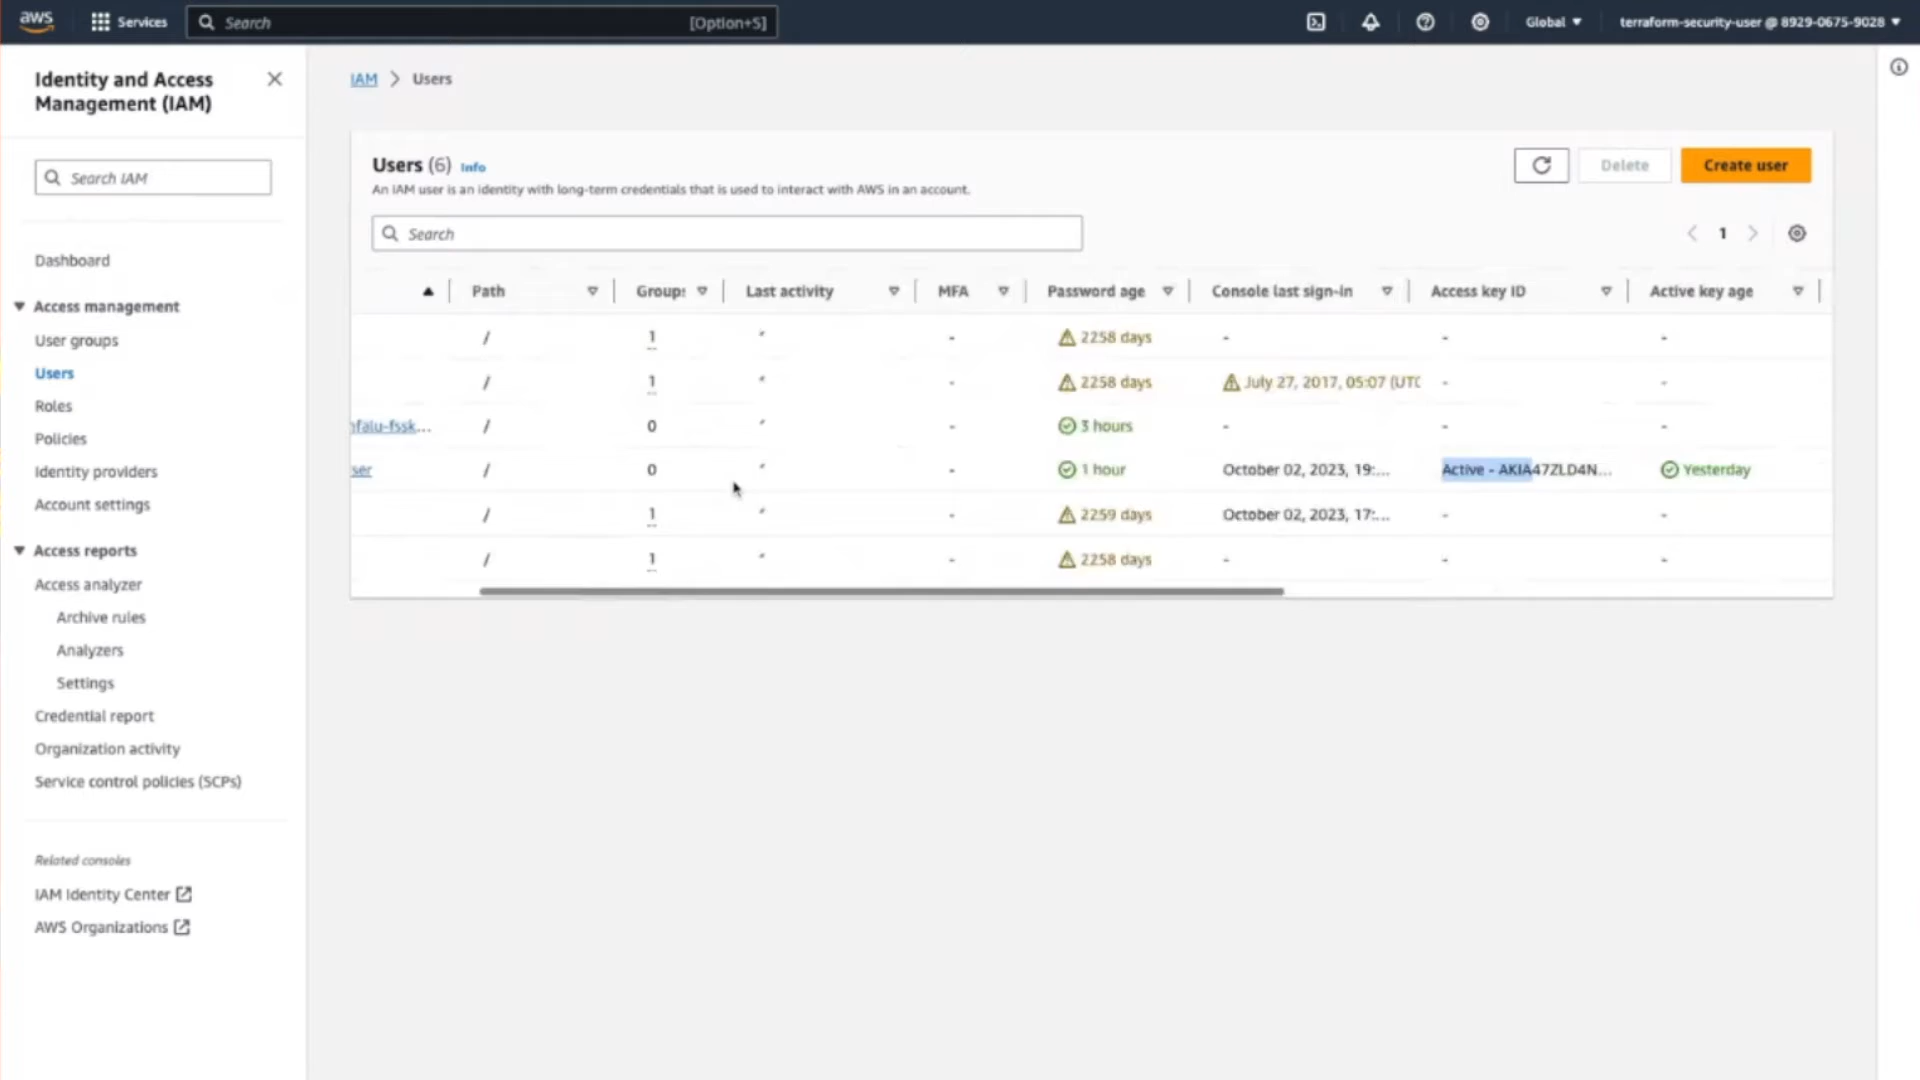 aws
Services
Search
[Option+S]
Global
terraform-security-user @ 8929-0675-9028
Identity and Access
Management (IAM)
Search IAM
Dashboard
Access management
User groups
Users
Roles
Policies
Identity providers
Account settings
Access reports
Access analyzer
Archive rules
Analyzers
Settings
Credential report
Organization activity
Service control policies (SCPs)
Related consoles
IAM Identity Center
AWS Organizations
IAM > Users
Users (6) Info
An IAM user is an identity with long-term credentials that is used to interact with AWS in an account.
Delete
Create user
Search
1
Path Group: Last activity MFA Password age Console last sign-in Access key ID Active key age
/ 1 - 2258 days - - -
/ 1 - 2258 days July 27, 2017, 05:07 (UTC - -
nfalu-fssk... / 0 - 3 hours - - -
ser / 0 - 1 hour October 02, 2023, 19:... Active - AKIA47ZLD4N... Yesterday
/ 1 - 2259 days October 02, 2023, 17:... - -
/ 1 - 2258 days - - -